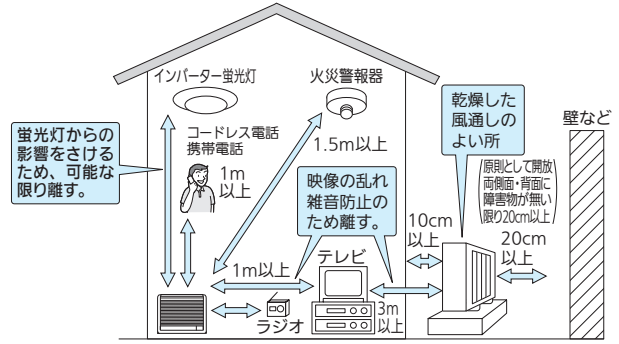 インバーター蛍光灯
火災警報器
蛍光灯からの
影響をさける
ため、可能な
限り離す。
コードレス電話
携帯電話
1m
以上
1.5m以上
映像の乱れ
雑音防止の
ため離す。
乾燥した
風通しの
よい所
原則として開放
両側面・背面に
障害物が無い
限り20cm以上
壁など
10cm
以上
20cm
以上
1m以上
テレビ
ラジオ
3m
以上